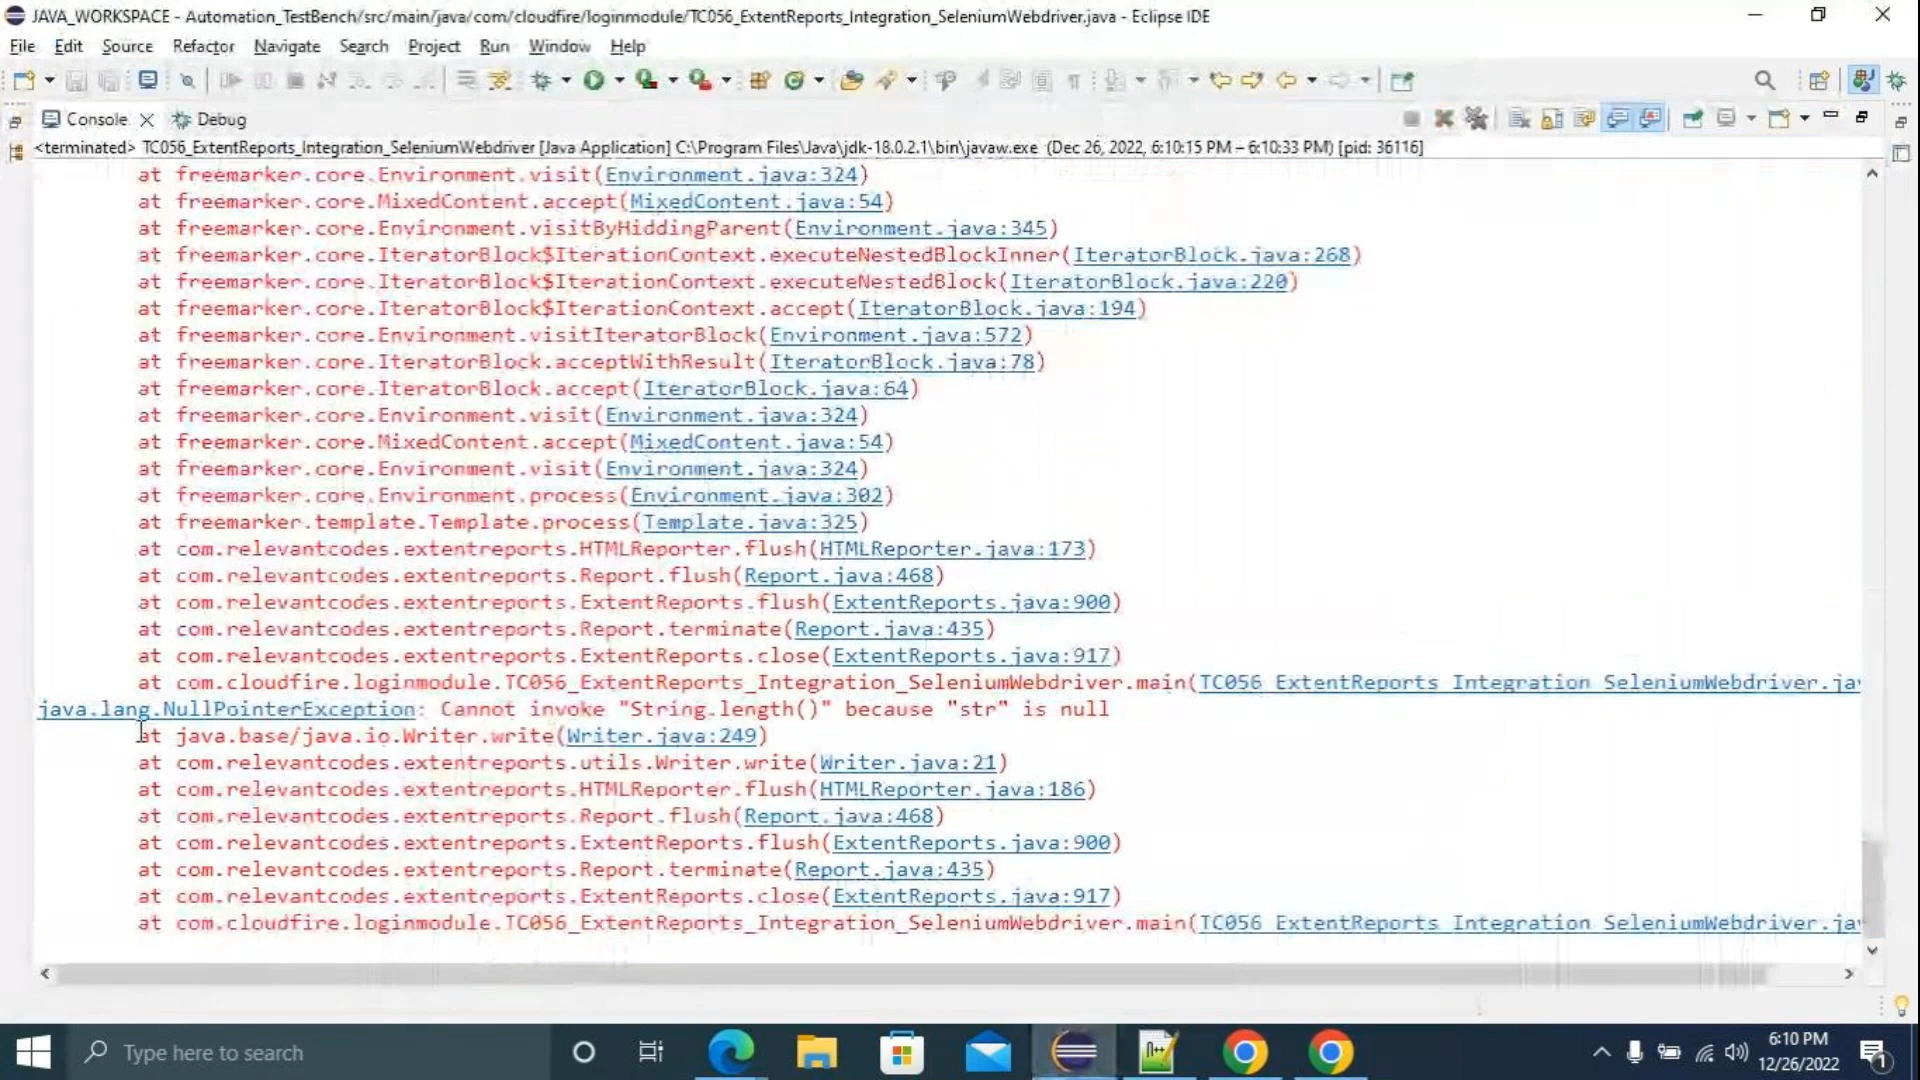 JAVA_WORKSPACE - Automation_TestBench/src/main/java/com/cloudfire/loginmodule/TC056_ExtentReports_Integration_SeleniumWebdriver.java - Eclipse IDE
File Edit Source Refactor Navigate Search Project Run Window Help
Console Debug
<terminated> TC056_ExtentReports_Integration_SeleniumWebdriver [Java Application] C:\Program Files\Java\jdk-18.0.2.1\bin\javaw.exe (Dec 26, 2022, 6:10:15 PM – 6:10:33 PM) [pid: 36116]
at freemarker.core.Environment.visit(Environment.java:324)
at freemarker.core.MixedContent.accept(MixedContent.java:54)
at freemarker.core.Environment.visitByHiddingParent(Environment.java:345)
at freemarker.core.IteratorBlock$IterationContext.executeNestedBlockInner(IteratorBlock.java:268)
at freemarker.core.IteratorBlock$IterationContext.executeNestedBlock(IteratorBlock.java:220)
at freemarker.core.IteratorBlock$IterationContext.accept(IteratorBlock.java:194)
at freemarker.core.Environment.visitIteratorBlock(Environment.java:572)
at freemarker.core.IteratorBlock.acceptWithResult(IteratorBlock.java:78)
at freemarker.core.IteratorBlock.accept(IteratorBlock.java:64)
at freemarker.core.Environment.visit(Environment.java:324)
at freemarker.core.MixedContent.accept(MixedContent.java:54)
at freemarker.core.Environment.visit(Environment.java:324)
at freemarker.core.Environment.process(Environment.java:302)
at freemarker.template.Template.process(Template.java:325)
at com.relevantcodes.extentreports.HTMLReporter.flush(HTMLReporter.java:173)
at com.relevantcodes.extentreports.Report.flush(Report.java:468)
at com.relevantcodes.extentreports.ExtentReports.flush(ExtentReports.java:900)
at com.relevantcodes.extentreports.Report.terminate(Report.java:435)
at com.relevantcodes.extentreports.ExtentReports.close(ExtentReports.java:917)
at com.cloudfire.loginmodule.TC056_ExtentReports_Integration_SeleniumWebdriver.main(TC056_ExtentReports_Integration_SeleniumWebdriver.jav
java.lang.NullPointerException: Cannot invoke "String.length()" because "str" is null
at java.base/java.io.Writer.write(Writer.java:249)
at com.relevantcodes.extentreports.utils.Writer.write(Writer.java:21)
at com.relevantcodes.extentreports.HTMLReporter.flush(HTMLReporter.java:186)
at com.relevantcodes.extentreports.Report.flush(Report.java:468)
at com.relevantcodes.extentreports.ExtentReports.flush(ExtentReports.java:900)
at com.relevantcodes.extentreports.Report.terminate(Report.java:435)
at com.relevantcodes.extentreports.ExtentReports.close(ExtentReports.java:917)
at com.cloudfire.loginmodule.TC056_ExtentReports_Integration_SeleniumWebdriver.main(TC056_ExtentReports_Integration_SeleniumWebdriver.jav
Type here to search
6:10 PM
12/26/2022
1